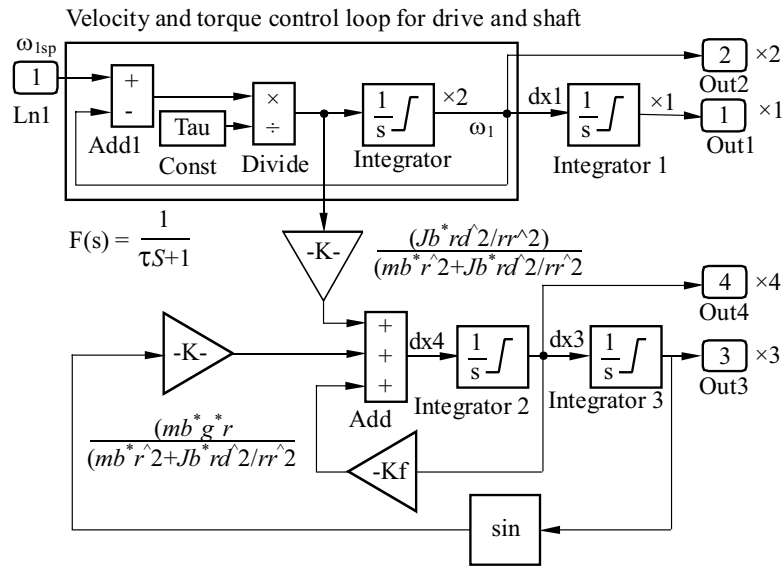 Velocity and torque control loop for drive and shaft
ω1sp
1
Ln1
+
-
Add1
Tau
Const
×
÷
Divide
1
s
Integrator
×2
ω1
dx1
1
s
Integrator 1
×1
2
×2
Out2
1
×1
Out1
F(s) = 1
τS+1
-K-
(Jb*rd^2/rr^2)
(mb*r^2+Jb*rd^2/rr^2
-K-
(mb*g*r
(mb*r^2+Jb*rd^2/rr^2
+
+
+
Add
dx4
1
s
Integrator 2
dx3
1
s
Integrator 3
4
×4
Out4
3
×3
Out3
-Kf
sin